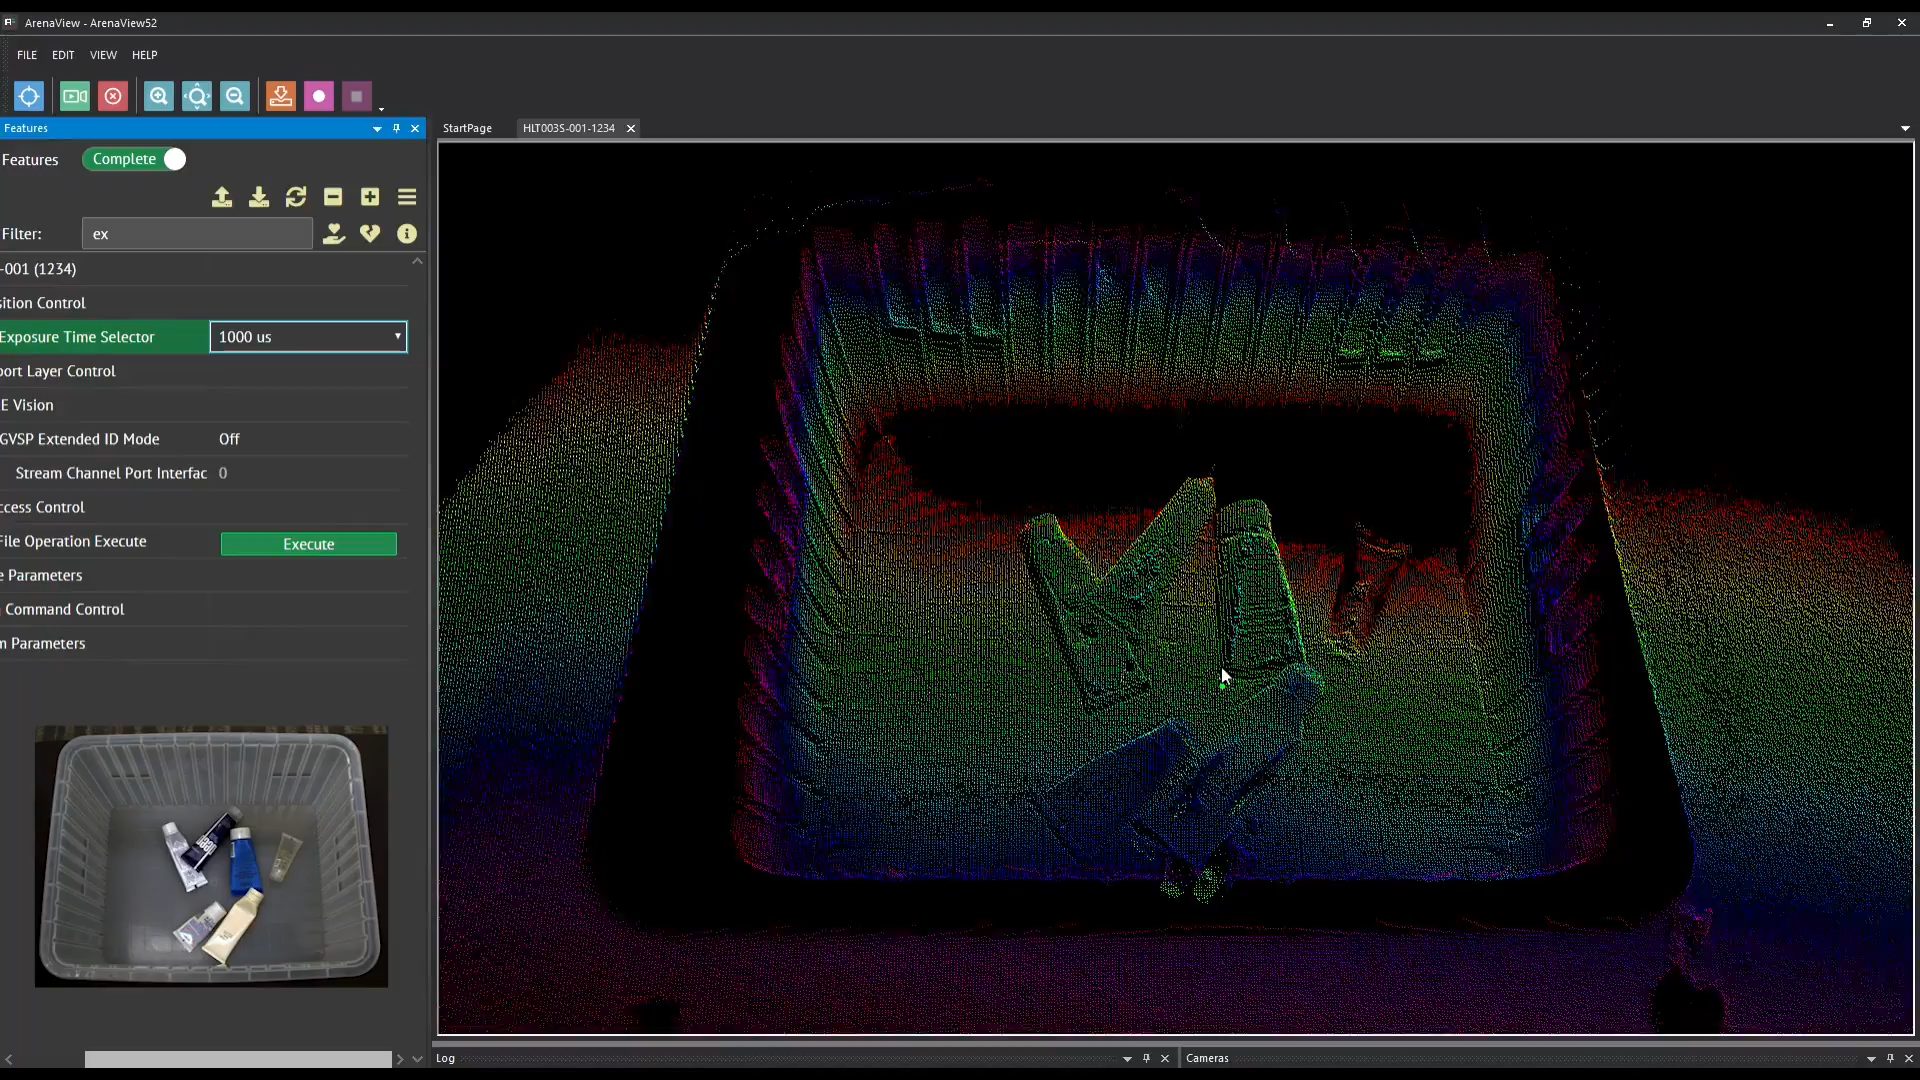 ArenaView - ArenaView52
FILE EDIT VIEW HELP
Features
StartPage HLT003S-001-1234
Features Complete
Filter: ex
-001 (1234)
ition Control
Exposure Time Selector 1000 us
port Layer Control
E Vision
GVSP Extended ID Mode Off
Stream Channel Port Interfac 0
ccess Control
File Operation Execute Execute
e Parameters
Command Control
m Parameters
Log Cameras